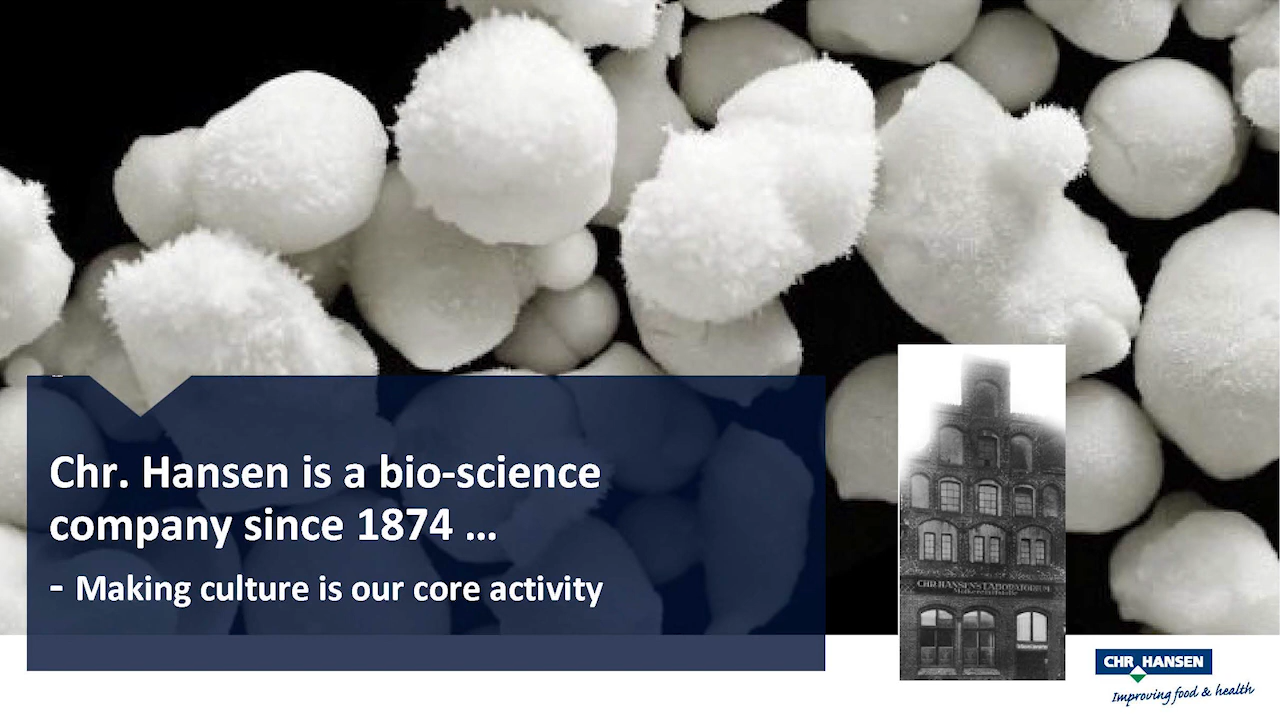 Chr. Hansen is a bio-science
company since 1874 ...
- Making culture is our core activity
CHR. HANSEN'S LABORATORIUM
CHR HANSEN
Improving food & health